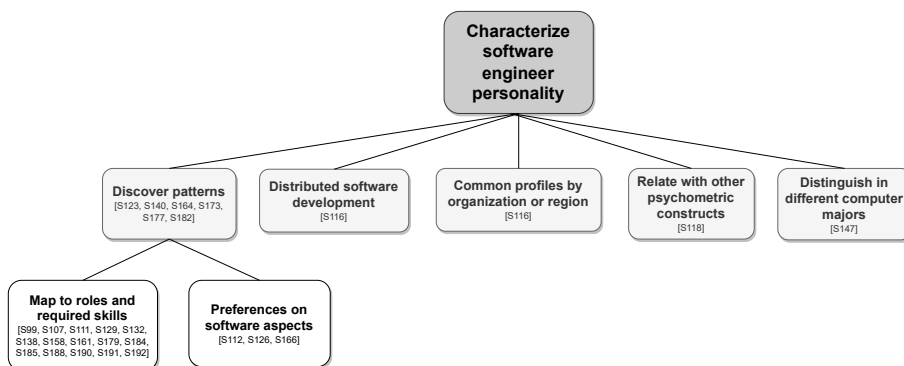 Characterize
software
engineer
personality
Discover patterns
[S123, S140, S164, S173,
S177, S182]
Distributed software
development
[S116]
Common profiles by
organization or region
[S116]
Relate with other
psychometric
constructs
[S118]
Distinguish in
different computer
majors
[S147]
Map to roles and
required skills
[S99, S107, S111, S129, S132,
S138, S158, S161, S179, S184,
S185, S188, S190, S191, S192]
Preferences on
software aspects
[S112, S126, S166]